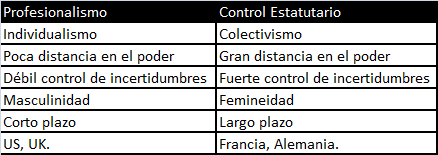 Profesionalismo Control Estatutario
Individualismo Colectivismo
Poca distancia en el poder Gran distancia en el poder
Débil control de incertidumbres Fuerte control de incertidumbres
Masculinidad Femineidad
Corto plazo Largo plazo
US, UK. Francia, Alemania.